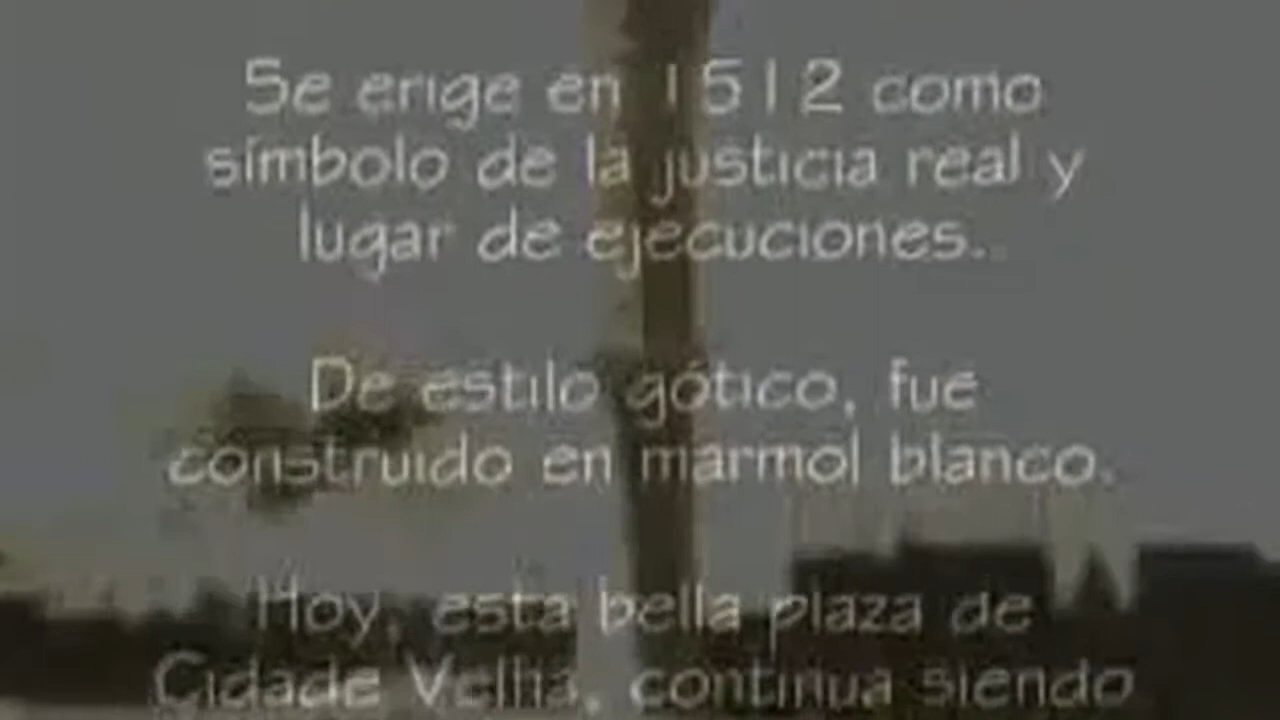 Se erige en 1512 como
símbolo de la justicia real y
lugar de ejecuciones..
De estilo gótico, fué
construido en marmol blanco.
Hoy, esta bella plaza de
Cidade Velha, continua siendo